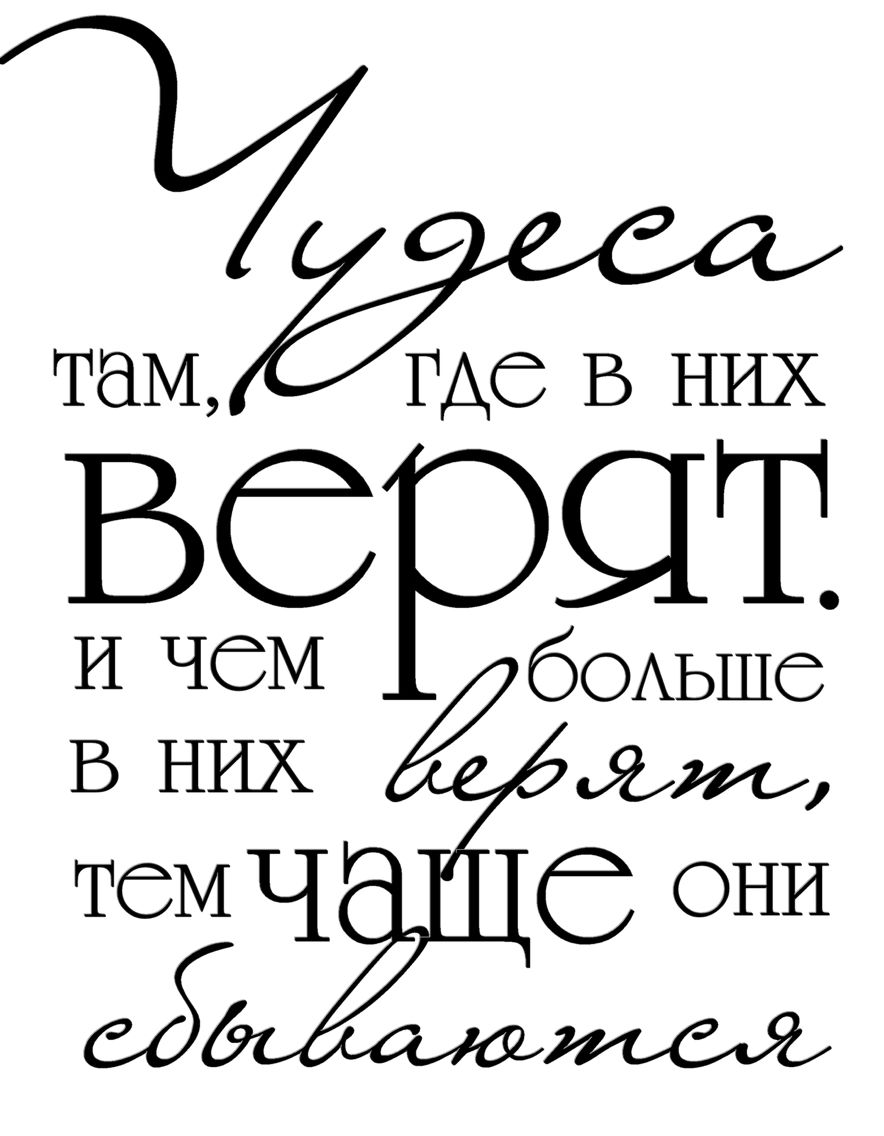 Чудеса
там, где в них
верят.
и чем больше
в них верят,
тем чаще они
сбываются